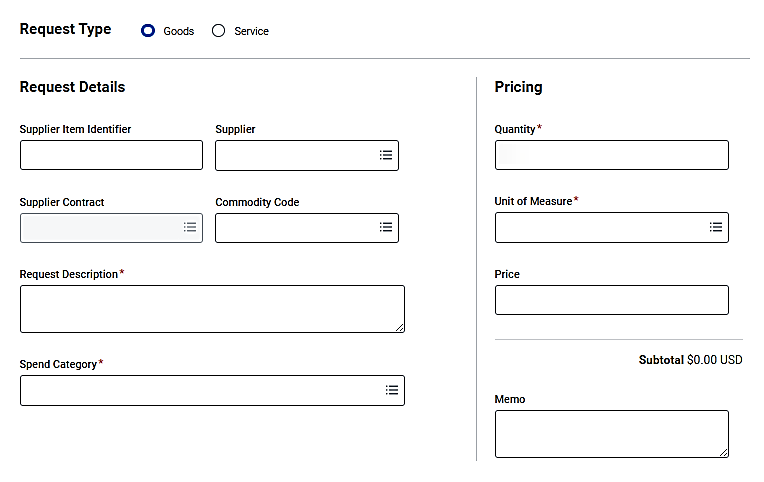 Request Type
Goods
Service
Request Details
Supplier Item Identifier
Supplier
Supplier Contract
Commodity Code
Request Description*
Spend Category*
Pricing
Quantity*
Unit of Measure*
Price
Subtotal $0.00 USD
Memo